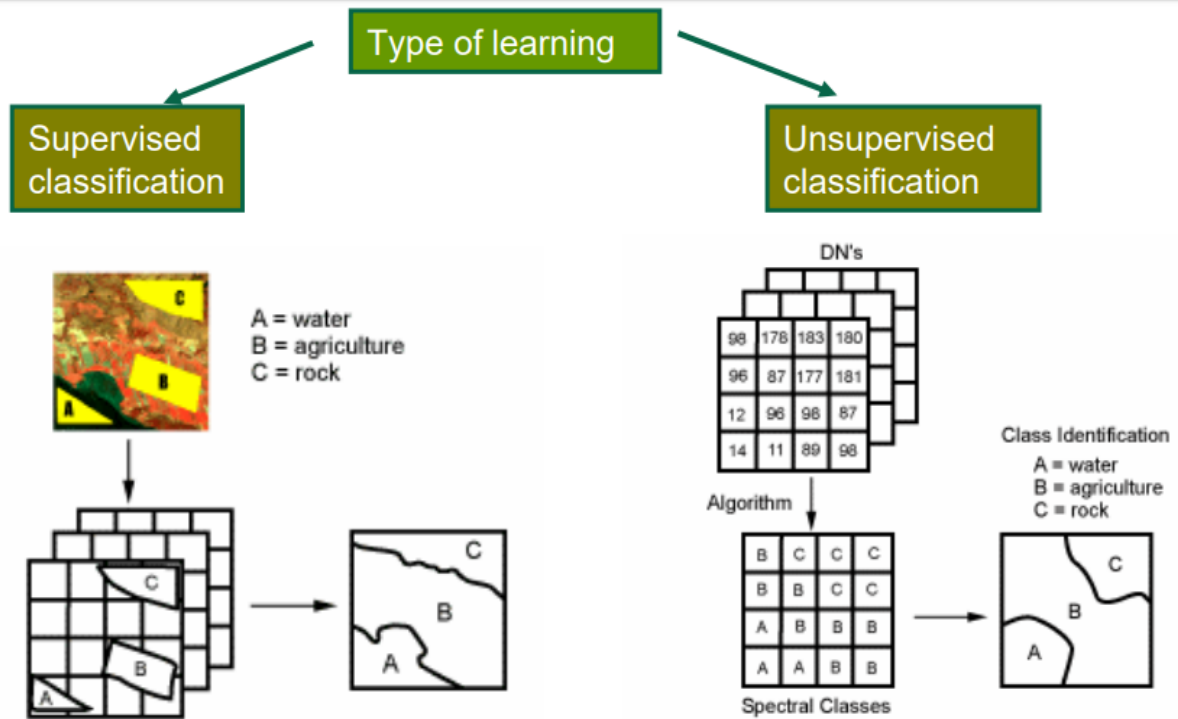 Type of learning
Supervised
classification
Unsupervised
classification
C
B
A
A = water
B = agriculture
C = rock
C
B
A
C
B
A
DN's
98 178 183 180
96 87 177 181
12 96 98 87
14 11 89 98
Algorithm
B C C C
B B C C
A B B B
A A B B
Spectral Classes
Class Identification
A = water
B = agriculture
C = rock
C
B
A